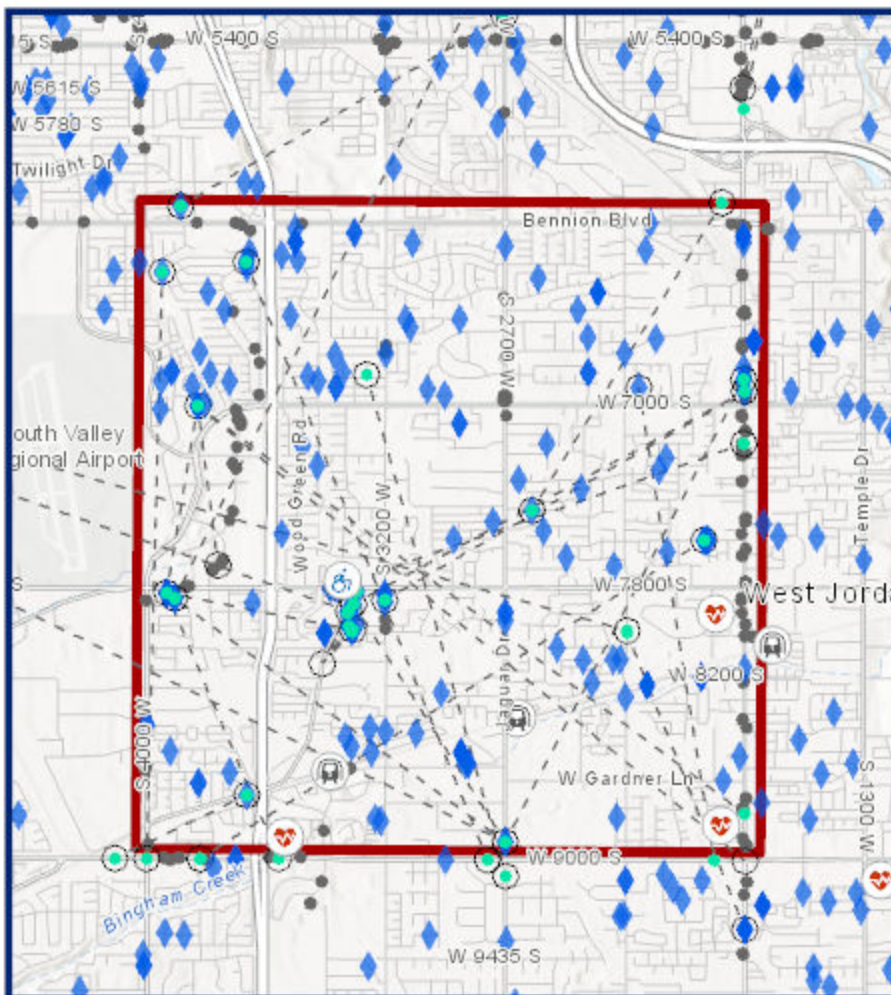 W 5400 S
W 5400 S
W 5615 S
W 5780 S
Twilight Dr
Bennion Blvd
S 2700 W
W 7000 S
outh Valley
gional Airport
Wood Green Rd
S 3200 W
Temple Dr
W 7800 S
West Jorda
W 8200 S
S 4000 W
W Gardner Ln
S 1300 W
W 9000 S
Bingham Creek
W 9435 S